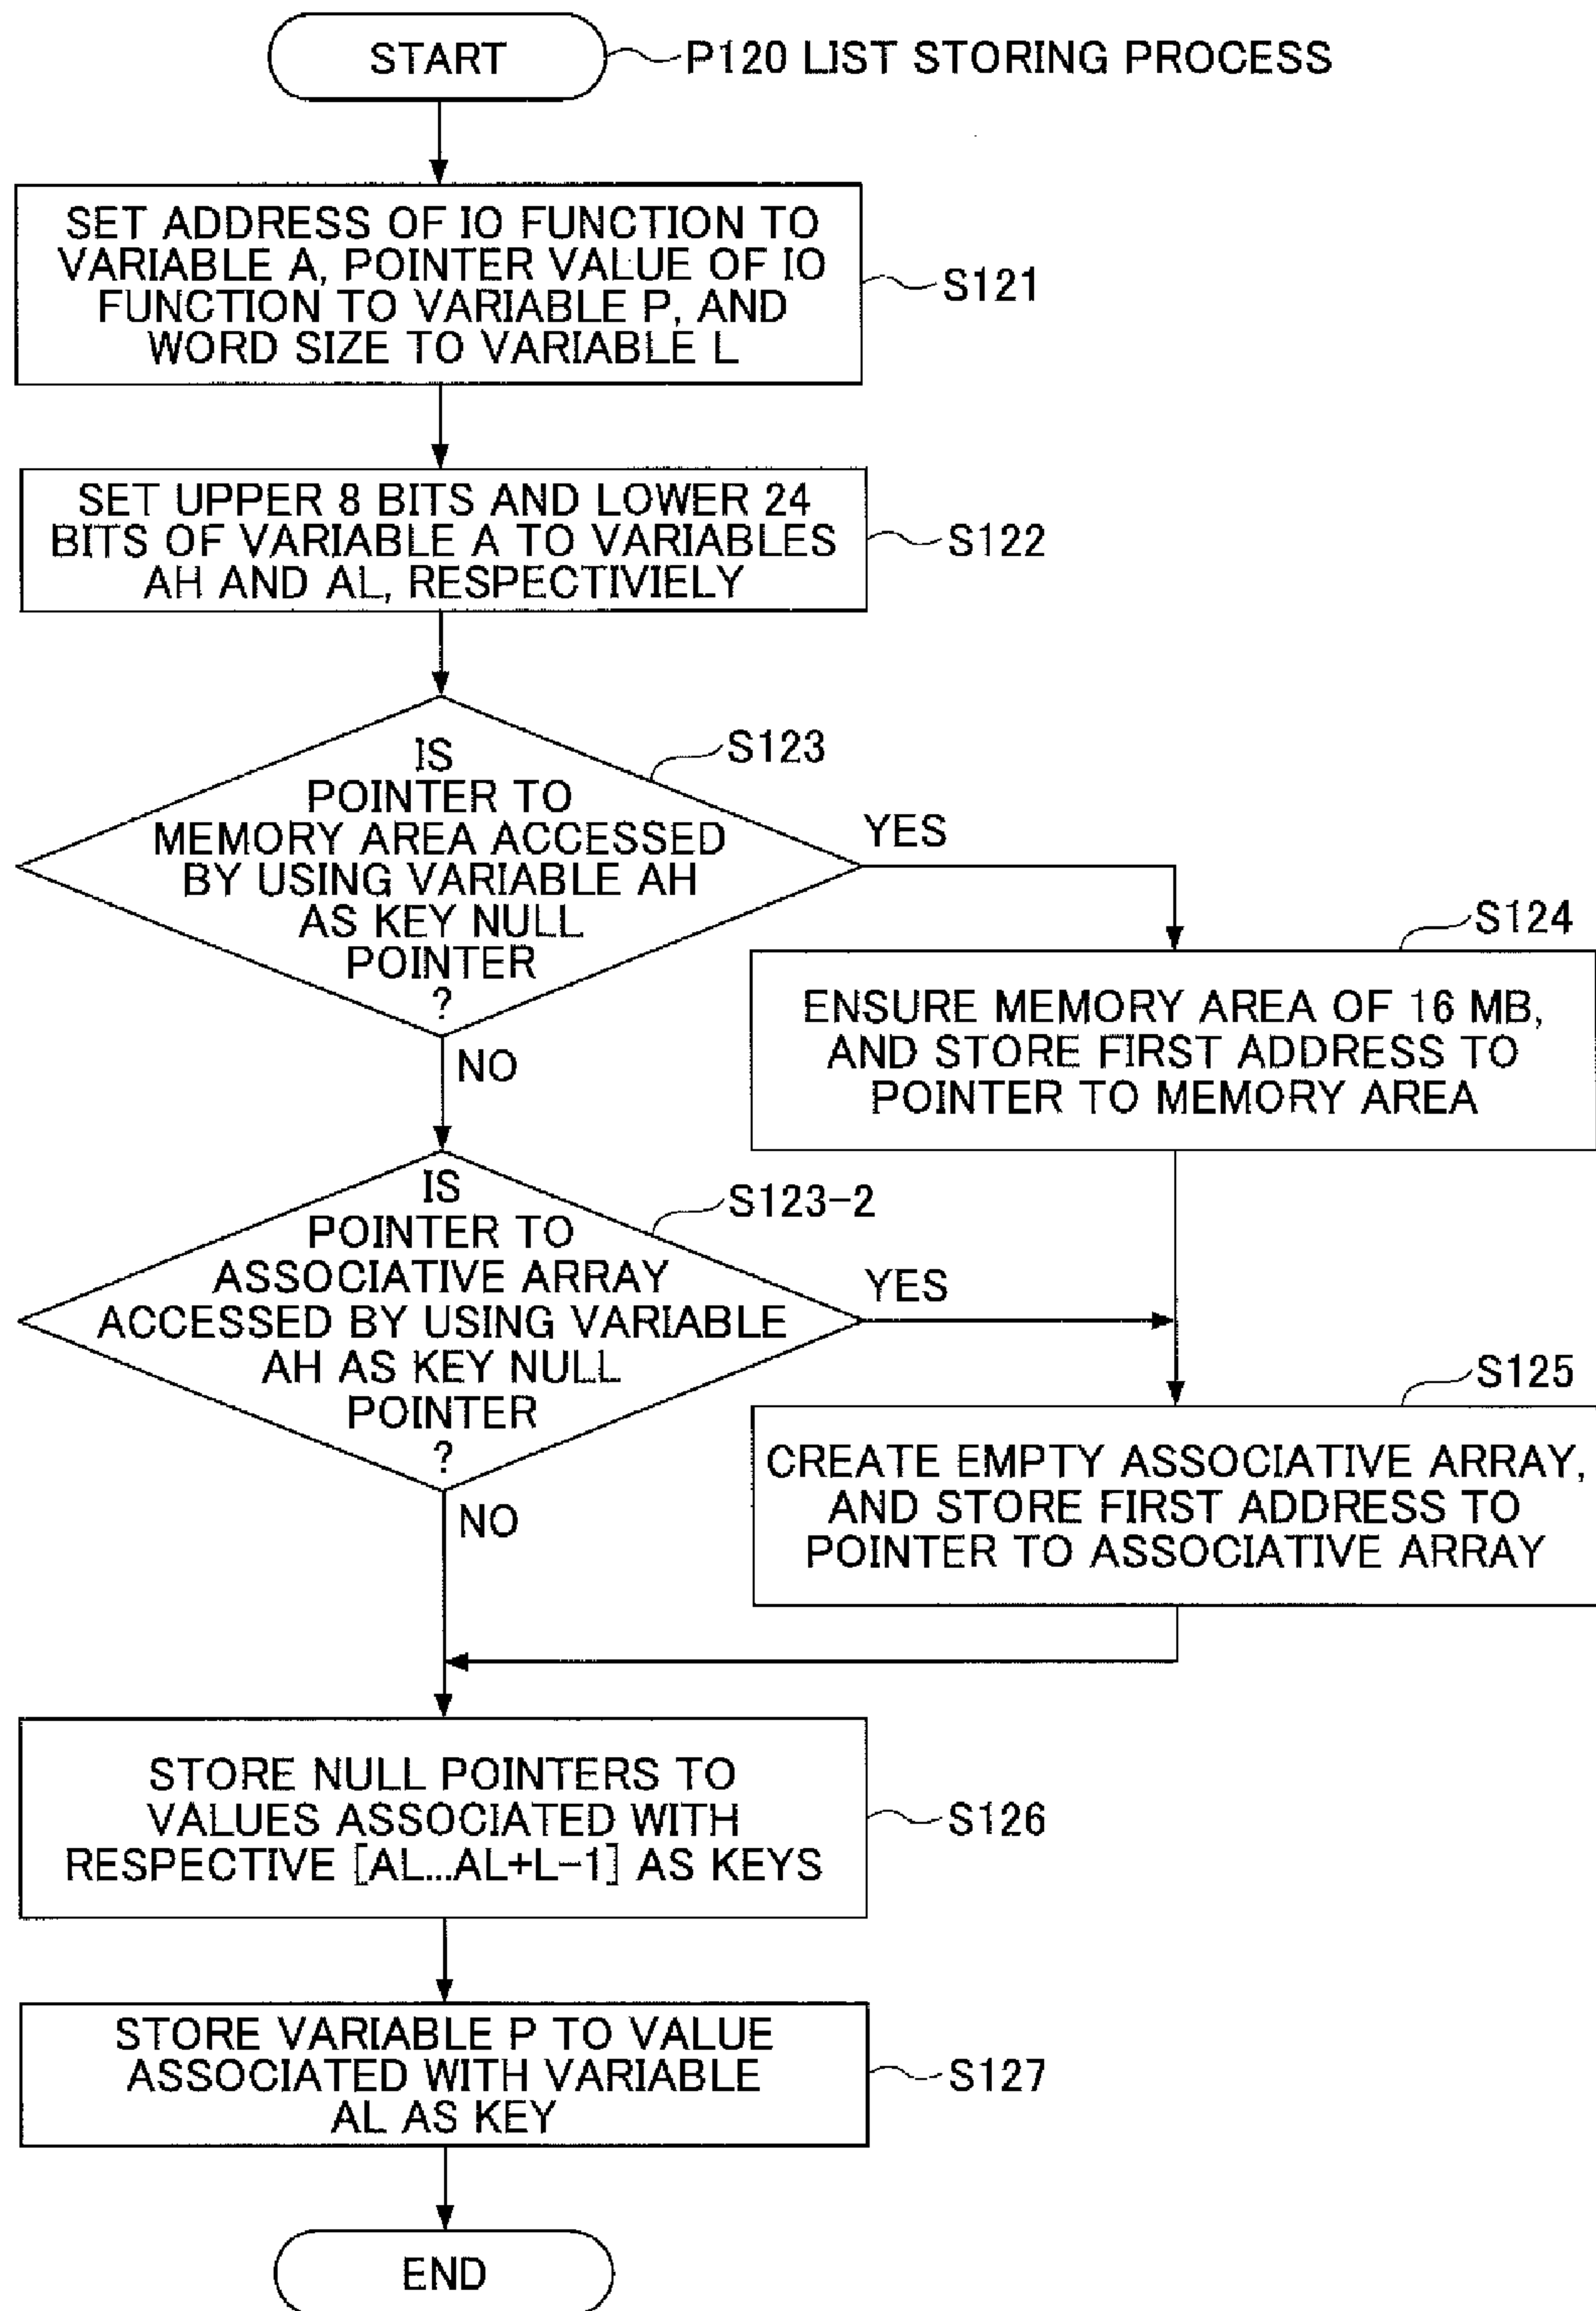 START
P120 LIST STORING PROCESS
SET ADDRESS OF IO FUNCTION TO
VARIABLE A, POINTER VALUE OF IO
FUNCTION TO VARIABLE P, AND
WORD SIZE TO VARIABLE L
S121
SET UPPER 8 BITS AND LOWER 24
BITS OF VARIABLE A TO VARIABLES
AH AND AL, RESPECTIVIELY
S122
IS
POINTER TO
MEMORY AREA ACCESSED
BY USING VARIABLE AH
AS KEY NULL
POINTER
?
S123
YES
NO
S124
ENSURE MEMORY AREA OF 16 MB,
AND STORE FIRST ADDRESS TO
POINTER TO MEMORY AREA
IS
POINTER TO
ASSOCIATIVE ARRAY
ACCESSED BY USING VARIABLE
AH AS KEY NULL
POINTER
?
S123-2
YES
NO
S125
CREATE EMPTY ASSOCIATIVE ARRAY,
AND STORE FIRST ADDRESS TO
POINTER TO ASSOCIATIVE ARRAY
STORE NULL POINTERS TO
VALUES ASSOCIATED WITH
RESPECTIVE [AL...AL+L-1] AS KEYS
S126
STORE VARIABLE P TO VALUE
ASSOCIATED WITH VARIABLE
AL AS KEY
S127
END